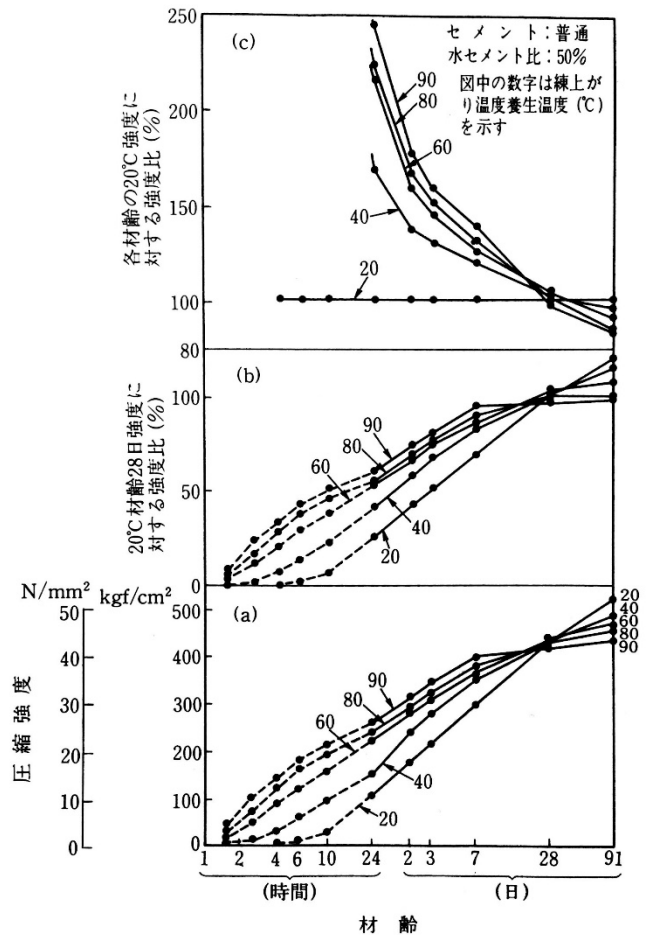 (c)
セメント：普通
水セメント比：50%
図中の数字は練上が
り温度養生温度（℃）
を示す
各材齢の20℃強度に
対する強度比（%）
250
200
150
100
80
90
80
60
40
20
(b)
20℃材齢28日強度に
対する強度比（%）
100
50
0
90
80
60
40
20
(a)
N/mm² kgf/cm²
圧縮強度
50
40
30
20
10
0
500
400
300
200
100
0
90
80
60
40
20
20
40
60
80
90
1 2 4 6 10 24 2 3 7 28 91
(時間) (日)
材齢